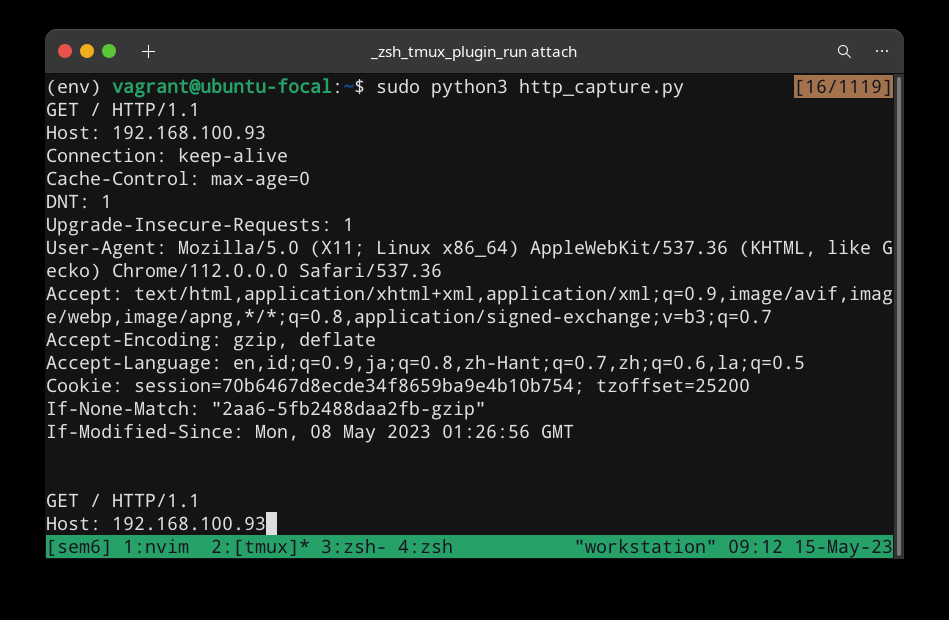 _zsh_tmux_plugin_run attach
(env) vagrant@ubuntu-focal:~$ sudo python3 http_capture.py [16/1119]
GET / HTTP/1.1
Host: 192.168.100.93
Connection: keep-alive
Cache-Control: max-age=0
DNT: 1
Upgrade-Insecure-Requests: 1
User-Agent: Mozilla/5.0 (X11; Linux x86_64) AppleWebKit/537.36 (KHTML, like G
ecko) Chrome/112.0.0.0 Safari/537.36
Accept: text/html,application/xhtml+xml,application/xml;q=0.9,image/avif,imag
e/webp,image/apng,*/*;q=0.8,application/signed-exchange;v=b3;q=0.7
Accept-Encoding: gzip, deflate
Accept-Language: en,id;q=0.9,ja;q=0.8,zh-Hant;q=0.7,zh;q=0.6,la;q=0.5
Cookie: session=70b6467d8ecde34f8659ba9e4b10b754; tzoffset=25200
If-None-Match: "2aa6-5fb2488daa2fb-gzip"
If-Modified-Since: Mon, 08 May 2023 01:26:56 GMT
GET / HTTP/1.1
Host: 192.168.100.93
[sem6] 1:nvim  2:[tmux]* 3:zsh- 4:zsh "workstation" 09:12 15-May-23